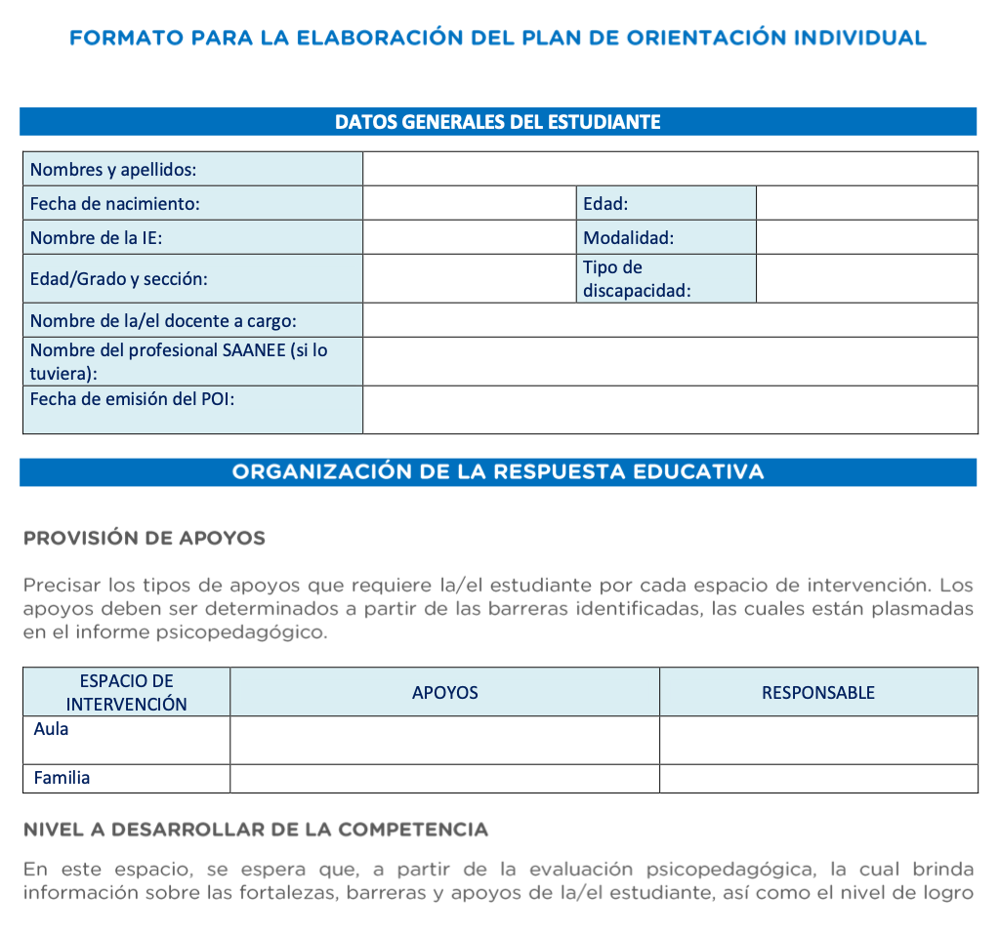 FORMATO PARA LA ELABORACIÓN DEL PLAN DE ORIENTACIÓN INDIVIDUAL
DATOS GENERALES DEL ESTUDIANTE
Nombres y apellidos:
Fecha de nacimiento:
Edad:
Nombre de la IE:
Modalidad:
Edad/Grado y sección:
Tipo de
discapacidad:
Nombre de la/el docente a cargo:
Nombre del profesional SAANEE (si lo
tuviera):
Fecha de emisión del POI:
ORGANIZACIÓN DE LA RESPUESTA EDUCATIVA
PROVISIÓN DE APOYOS
Precisar los tipos de apoyos que requiere la/el estudiante por cada espacio de intervención. Los
apoyos deben ser determinados a partir de las barreras identificadas, las cuales están plasmadas
en el informe psicopedagógico.
ESPACIO DE
INTERVENCIÓN
APOYOS
RESPONSABLE
Aula
Familia
NIVEL A DESARROLLAR DE LA COMPETENCIA
En este espacio, se espera que, a partir de la evaluación psicopedagógica, la cual brinda
información sobre las fortalezas, barreras y apoyos de la/el estudiante, así como el nivel de logro